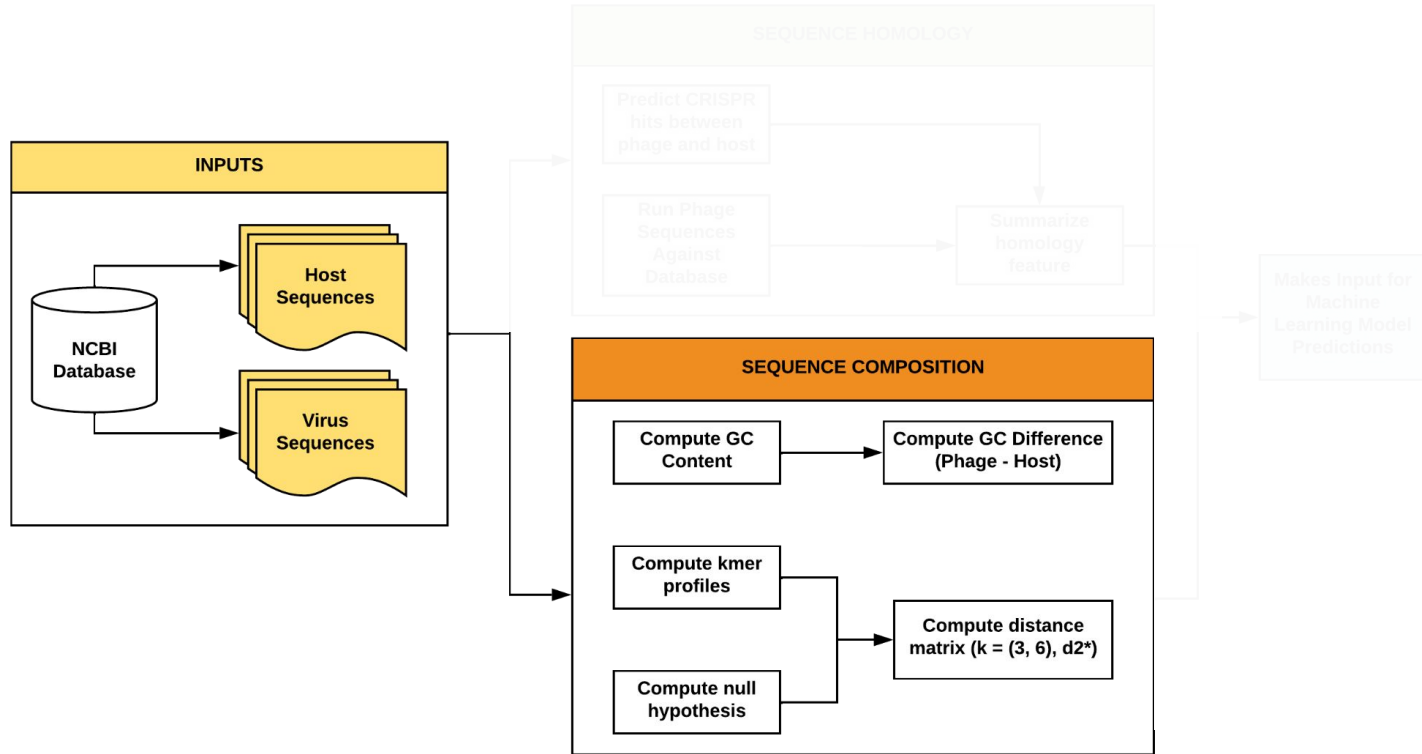 SEQUENCE HOMOLOGY
Predict CRISPR
hits between
phage and host
Run Phage
Sequences
Against
Database
Summarize
homology
feature
INPUTS
NCBI
Database
Host
Sequences
Virus
Sequences
SEQUENCE COMPOSITION
Compute GC
Content
Compute GC Difference
(Phage - Host)
Compute kmer
profiles
Compute null
hypothesis
Compute distance
matrix (k = (3, 6), d2*)
Makes input for
Machine
Learning Model
Predictions